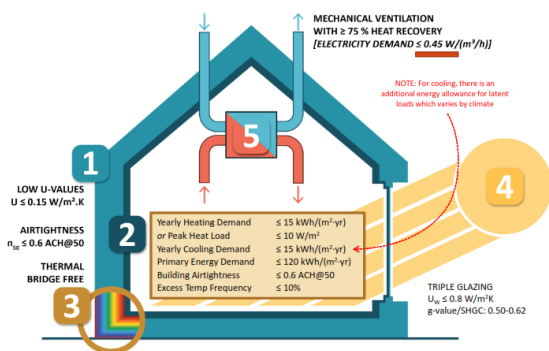 MECHANICAL VENTILATION
WITH ≥ 75 % HEAT RECOVERY
[ELECTRICITY DEMAND ≤ 0.45 W/(m³/h)]
NOTE: For cooling, there is an
additional energy allowance for latent
loads which varies by climate
5
1
4
LOW U-VALUES
U ≤ 0.15 W/m².K
AIRTIGHTNESS
n50 ≤ 0.6 ACH@50
THERMAL
BRIDGE FREE
2
Yearly Heating Demand ≤ 15 kWh/(m²·yr)
or Peak Heat Load ≤ 10 W/m²
Yearly Cooling Demand ≤ 15 kWh/(m²·yr)
Primary Energy Demand ≤ 120 kWh/(m²·yr)
Building Airtightness ≤ 0.6 ACH@50
Excess Temp Frequency ≤ 10%
3
TRIPLE GLAZING
UW ≤ 0.8 W/m²K
g-value/SHGC: 0.50-0.62